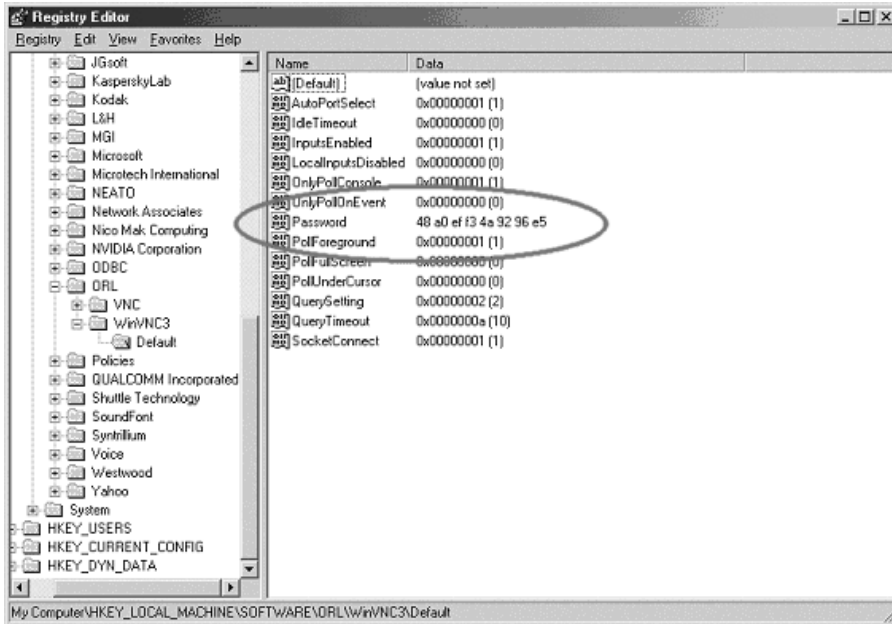 Registry Editor
Registry Edit View Favorites Help
JGsoft
KasperskyLab
Kodak
L&H
MGI
Microsoft
Microtech International
NEATO
Network Associates
Nico Mak Computing
NVIDIA Corporation
ODBC
ORL
VNC
WinVNC3
Default
Policies
QUALCOMM Incorporated
Shuttle Technology
SoundFont
Syntrillium
Voice
Westwood
Yahoo
System
HKEY_USERS
HKEY_CURRENT_CONFIG
HKEY_DYN_DATA
Name Data
(Default) (value not set)
AutoPortSelect 0x00000001 (1)
IdleTimeout 0x00000000 (0)
InputsEnabled 0x00000001 (1)
LocalInputsDisabled 0x00000000 (0)
OnlyPollConsole 0x00000001 (1)
OnlyPollOnEvent 0x00000000 (0)
Password 48 a0 ef f3 4a 92 96 e5
PollForeground 0x00000001 (1)
PollFullScreen 0x00000000 (0)
PollUnderCursor 0x00000000 (0)
QuerySetting 0x00000002 (2)
QueryTimeout 0x0000000a (10)
SocketConnect 0x00000001 (1)
My Computer\HKEY_LOCAL_MACHINE\SOFTWARE\ORL\WinVNC3\Default